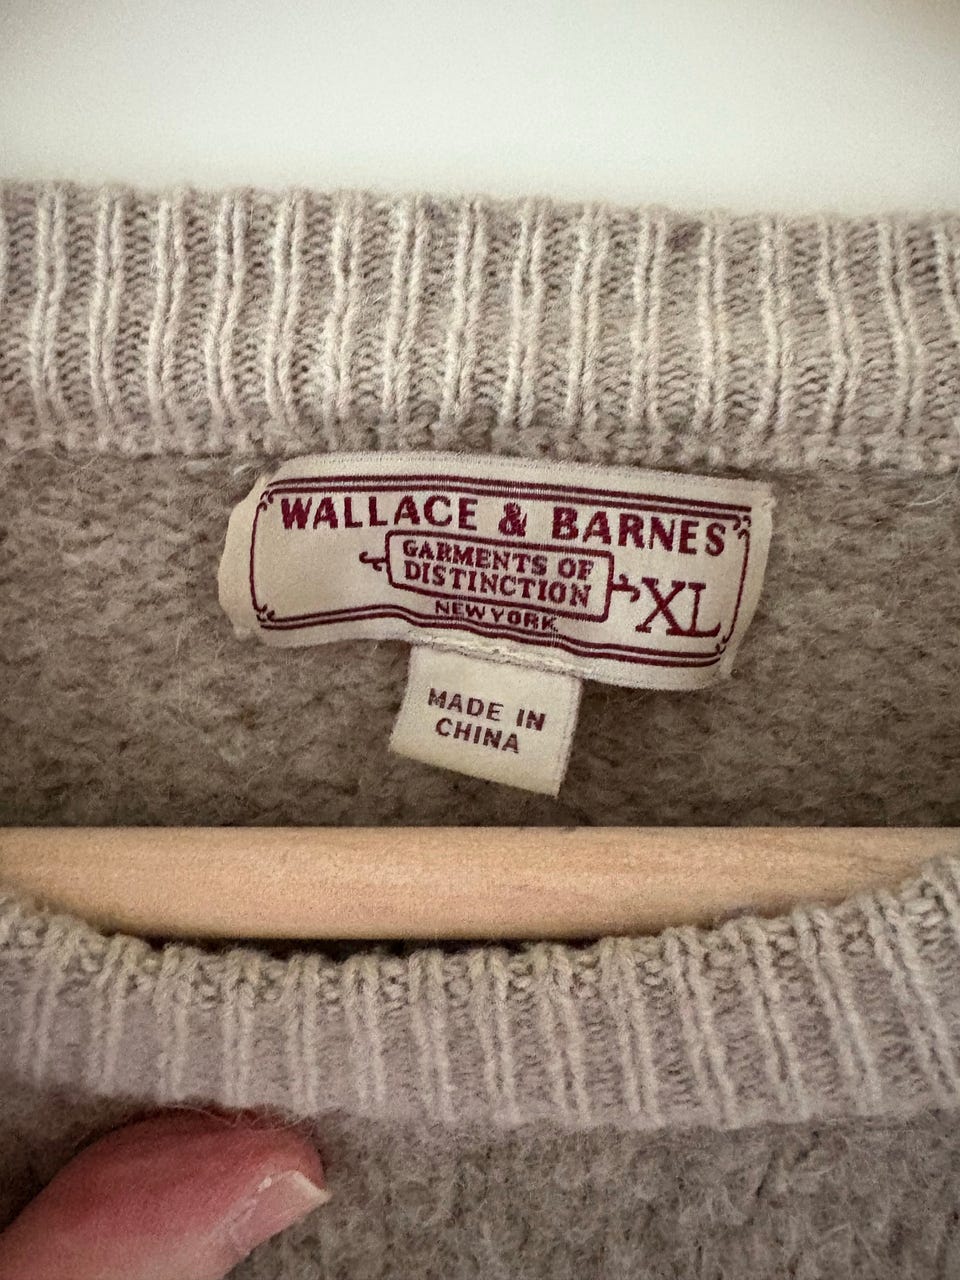 WALLACE & BARNES
GARMENTS OF
DISTINCTION
XL
NEW YORK
MADE IN
CHINA